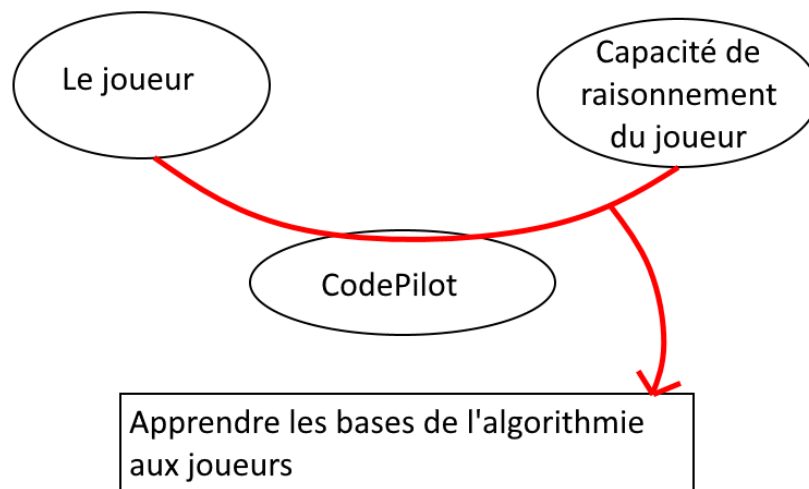 Le joueur
Capacité de
raisonnement
du joueur
CodePilot
Apprendre les bases de l'algorithmie
aux joueurs